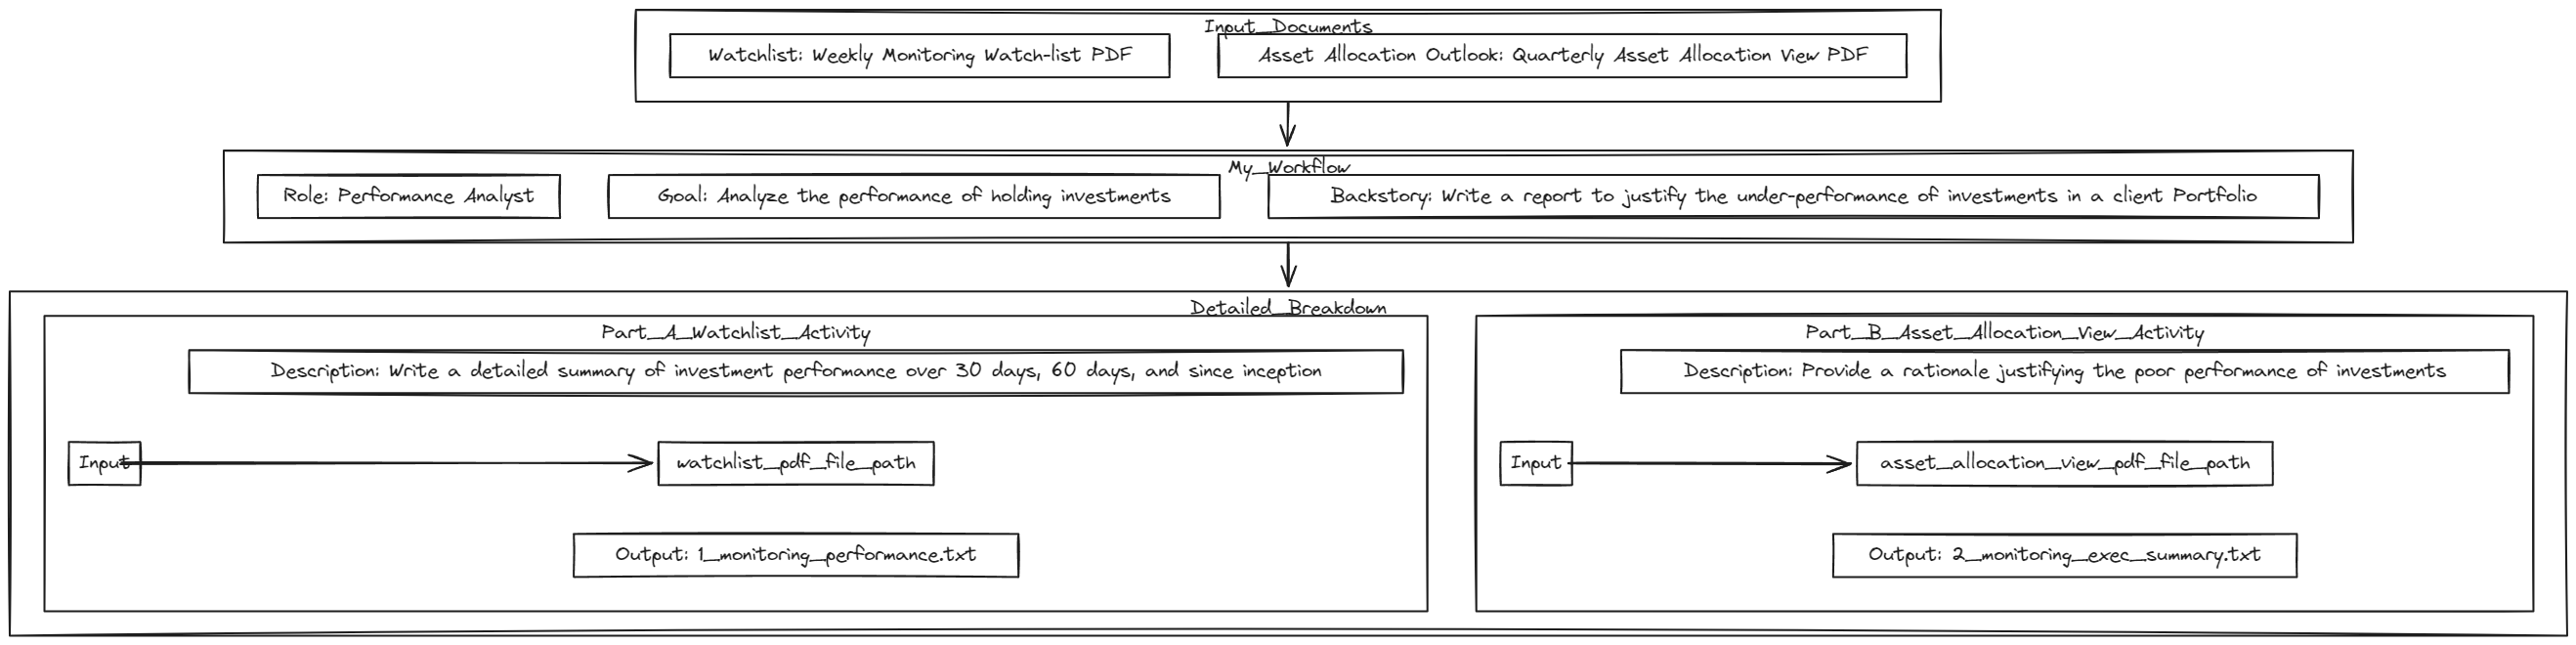 Input_Documents
Watchlist: Weekly Monitoring Watch-list PDF
Asset Allocation Outlook: Quarterly Asset Allocation View PDF
My_Workflow
Role: Performance Analyst
Goal: Analyze the performance of holding investments
Backstory: Write a report to justify the under-performance of investments in a client Portfolio
Detailed_Breakdown
Part_A_Watchlist_Activity
Description: Write a detailed summary of investment performance over 30 days, 60 days, and since inception
Input
watchlist_pdf_file_path
Output: 1_monitoring_performance.txt
Part_B_Asset_Allocation_View_Activity
Description: Provide a rationale justifying the poor performance of investments
Input
asset_allocation_view_pdf_file_path
Output: 2_monitoring_exec_summary.txt